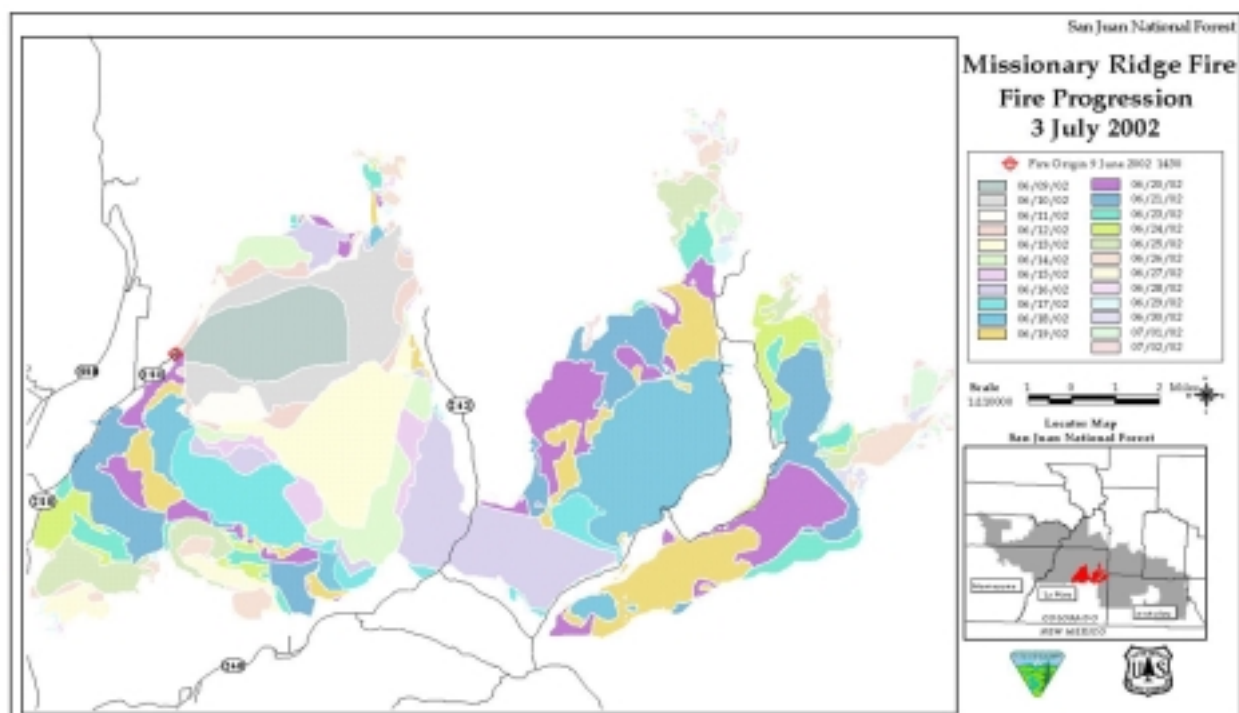 San Juan National Forest
Missionary Ridge Fire
Fire Progression
3 July 2002
Fire Origin 9 June 2002 1430
06/09/02
06/10/02
06/11/02
06/12/02
06/13/02
06/14/02
06/15/02
06/16/02
06/17/02
06/18/02
06/19/02
06/20/02
06/21/02
06/23/02
06/24/02
06/25/02
06/26/02
06/27/02
06/28/02
06/29/02
06/30/02
07/01/02
07/02/02
Scale
1 0 1 2 Miles
Locator Map
San Juan National Forest
Montezuma
La Plata
Archuleta
COLORADO
NEW MEXICO
U S